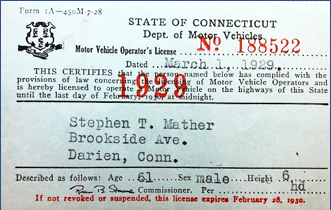 Form 1A—450M-7-28
STATE OF CONNECTICUT
Dept. of Motor Vehicles
Motor Vehicle Operator's License No. 188522
Dated March 1, 1929.
THIS CERTIFIES that the person named below has complied with the
provisions of law concerning the of Motor Vehicle Operators and
is hereby licensed to operate Motor Vehicle on the highways of this State
until the last day of February, 1930, at midnight.
1929
Stephen T. Mather
Brookside Ave.
Darien, Conn.
Described as follows: Age 61 Sex male Height 6
Commissioner. Per hd
If not revoked or suspended, this license expires February 28, 1930.